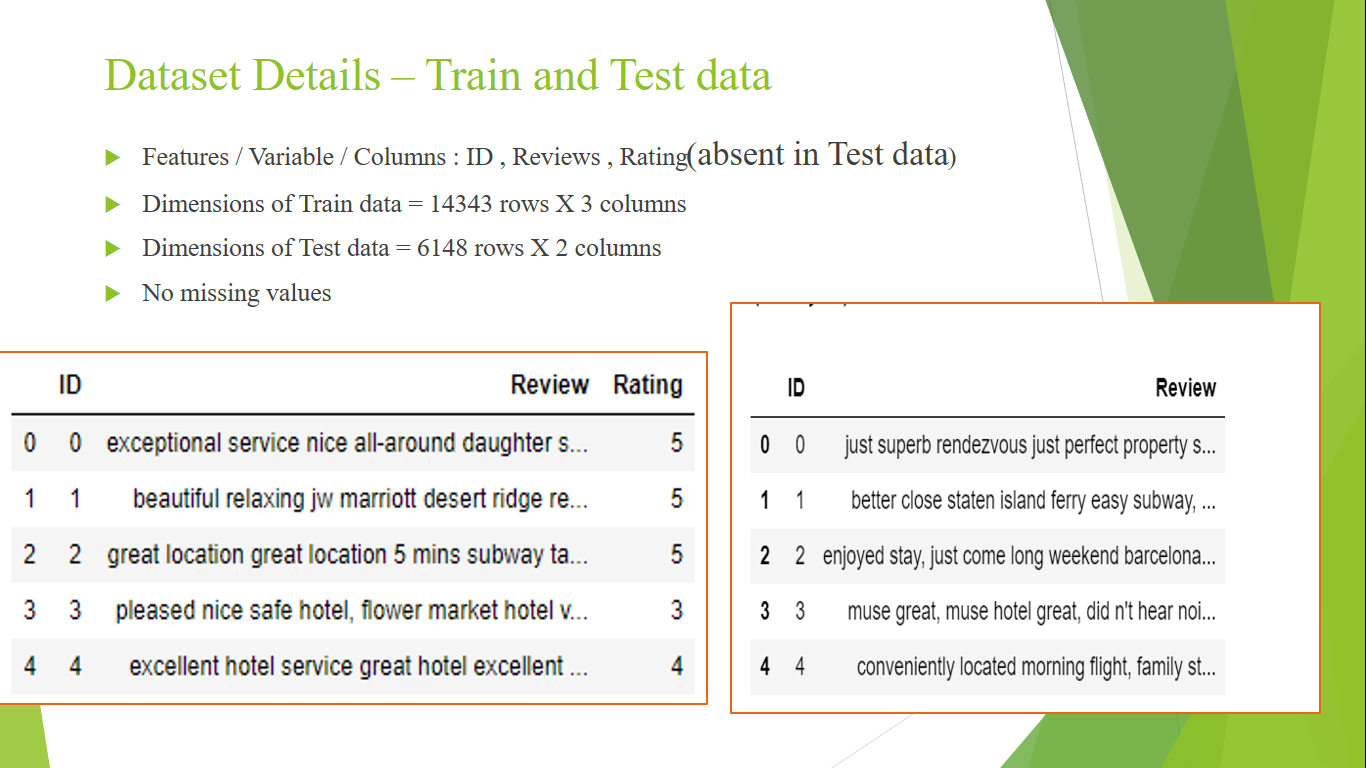 Dataset Details – Train and Test data
Features / Variable / Columns : ID , Reviews , Rating(absent in Test data)
Dimensions of Train data = 14343 rows X 3 columns
Dimensions of Test data = 6148 rows X 2 columns
No missing values
ID Review Rating
0 0 exceptional service nice all-around daughter s... 5
1 1 beautiful relaxing jw marriott desert ridge re... 5
2 2 great location great location 5 mins subway ta... 5
3 3 pleased nice safe hotel, flower market hotel v... 3
4 4 excellent hotel service great hotel excellent ... 4
ID Review
0 0 just superb rendezvous just perfect property s...
1 1 better close staten island ferry easy subway, ...
2 2 enjoyed stay, just come long weekend barcelona...
3 3 muse great, muse hotel great, did n't hear noi...
4 4 conveniently located morning flight, family st...